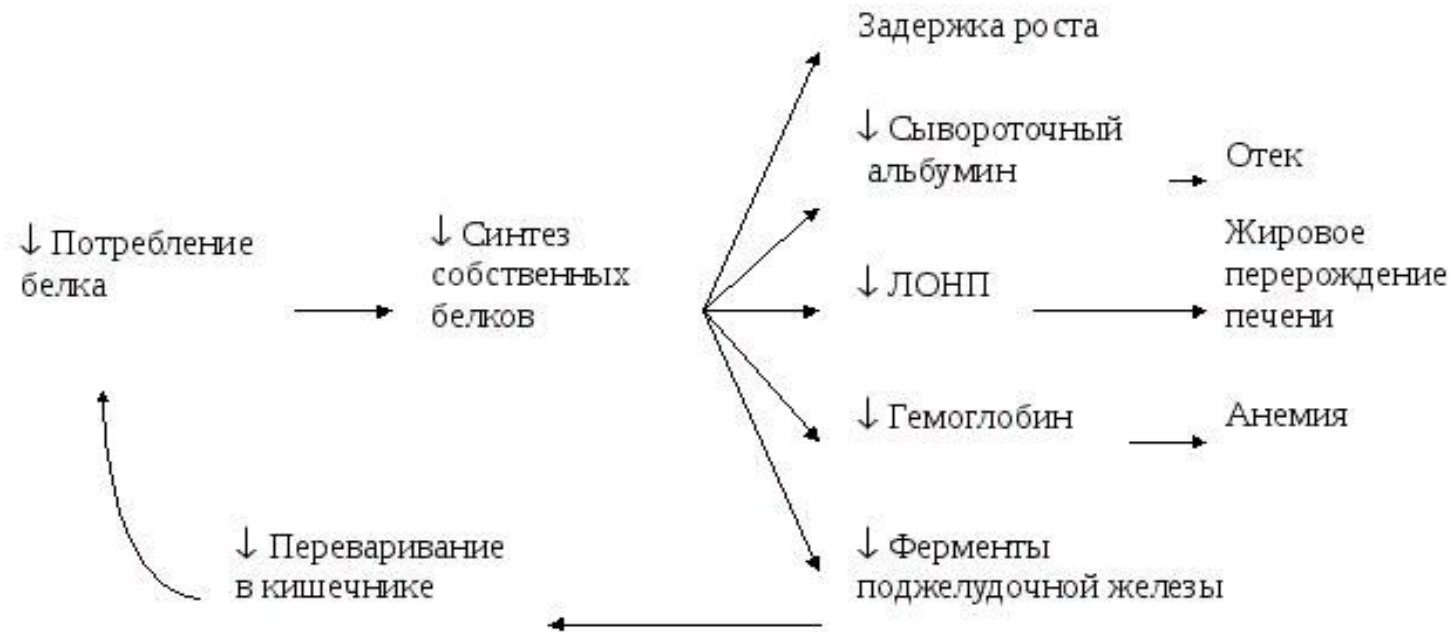 Задержка роста
↓ Сывороточный
альбумин
Отек
↓ Потребление
белка
↓ Синтез
собственных
белков
↓ ЛОНП
Жировое
перерождение
печени
↓ Гемоглобин
Анемия
↓ Переваривание
в кишечнике
↓ Ферменты
поджелудочной железы